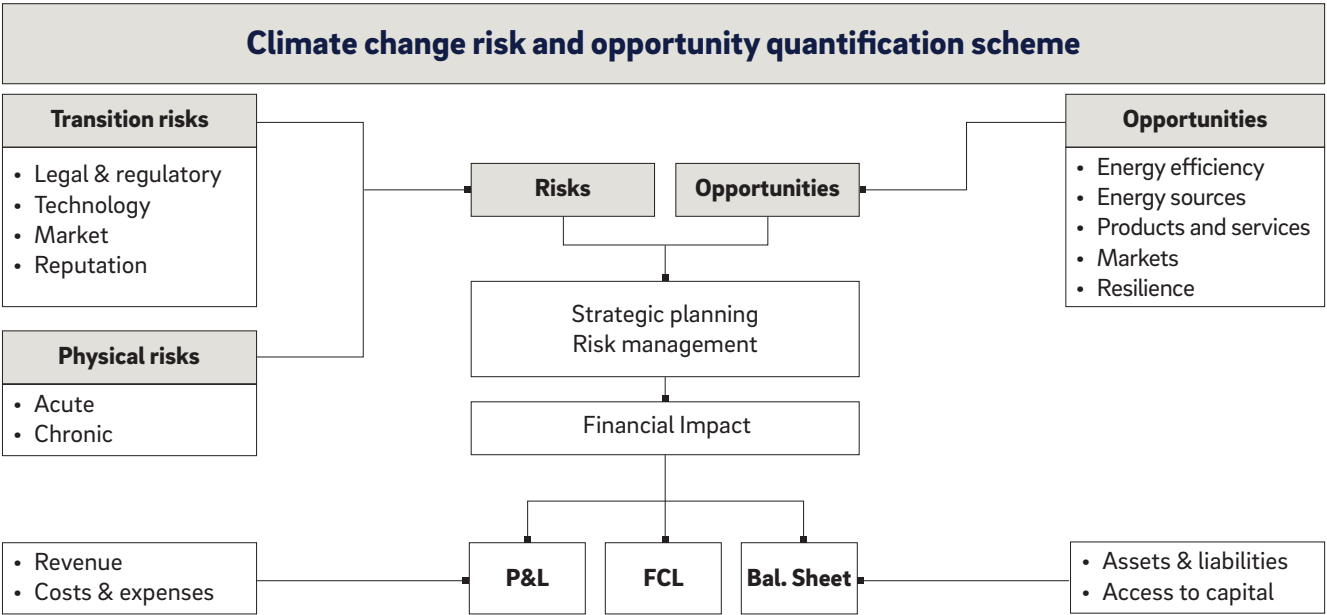 Climate change risk and opportunity quantification scheme
Transition risks
• Legal & regulatory
• Technology
• Market
• Reputation
Physical risks
• Acute
• Chronic
Risks
Opportunities
Opportunities
• Energy efficiency
• Energy sources
• Products and services
• Markets
• Resilience
Strategic planning
Risk management
Financial Impact
• Revenue
• Costs & expenses
P&L
FCL
Bal. Sheet
• Assets & liabilities
• Access to capital